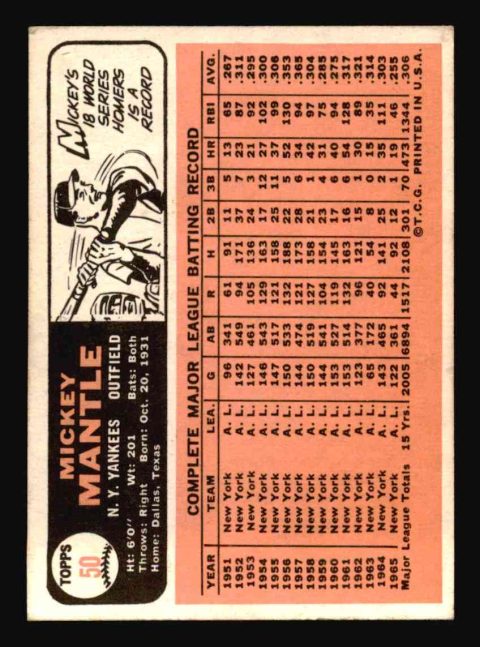 TOPPS
50
MICKEY
MANTLE
N. Y. YANKEES OUTFIELD
Ht: 6'0" Wt: 201 Bats: Both
Throws: Right Born: Oct. 20, 1931
Home: Dallas, Texas
MICKEY'S
18 WORLD
SERIES
HOMERS
IS A
RECORD
COMPLETE MAJOR LEAGUE BATTING RECORD
YEAR TEAM LEA. G AB R H 2B 3B HR RBI AVG.
1951 New York A. L. 96 341 61 91 11 5 13 65 .267
1952 New York A. L. 142 549 94 171 37 7 23 87 .311
1953 New York A. L. 127 461 105 136 24 3 21 92 .295
1954 New York A. L. 146 543 129 163 17 12 27 102 .300
1955 New York A. L. 147 517 121 158 25 11 37 99 .306
1956 New York A. L. 150 533 132 188 22 5 52 130 .353
1957 New York A. L. 144 474 121 173 28 6 34 94 .365
1958 New York A. L. 150 519 127 158 21 1 42 97 .304
1959 New York A. L. 144 541 104 154 23 4 31 75 .285
1960 New York A. L. 153 527 119 145 17 6 40 94 .275
1961 New York A. L. 153 514 132 163 16 6 54 128 .317
1962 New York A. L. 123 377 96 121 15 1 30 89 .321
1963 New York A. L. 65 172 40 54 8 0 15 35 .314
1964 New York A. L. 143 465 92 141 25 2 35 111 .303
1965 New York A. L. 122 361 44 92 12 1 19 46 .255
Major League Totals 15 Yrs. 2005 6894 1517 2108 301 70 473 1344 .306
©T.C.G. PRINTED IN U.S.A.